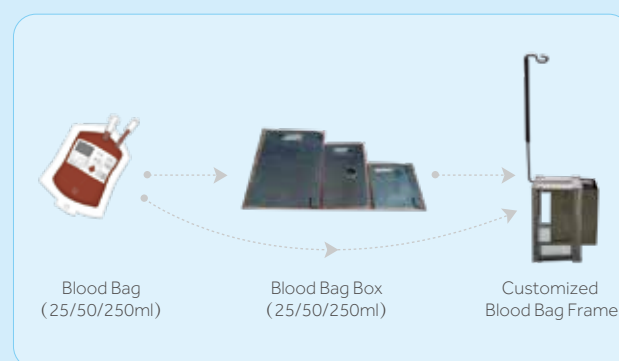 Blood Bag
(25/50/250ml)
Blood Bag Box
(25/50/250ml)
Customized
Blood Bag Frame